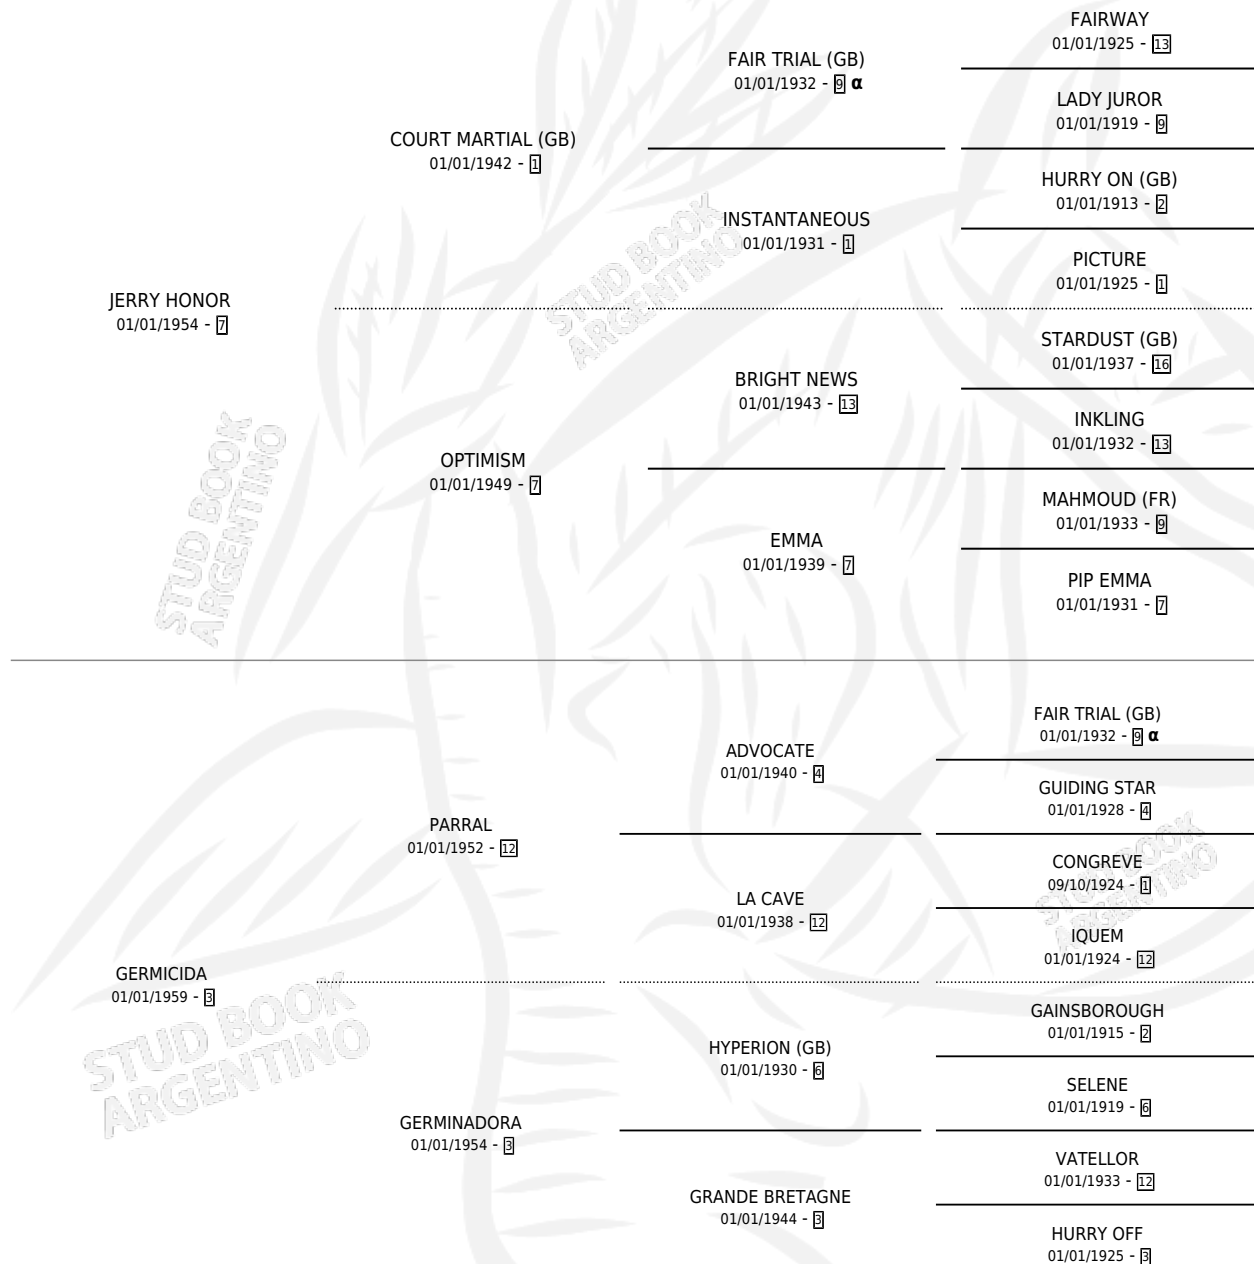 FAIRWAY
01/01/1925 - 13
FAIR TRIAL (GB)
01/01/1932 - 9 α
LADY JUROR
01/01/1919 - 9
COURT MARTIAL (GB)
01/01/1942 - 1
HURRY ON (GB)
01/01/1913 - 2
INSTANTANEOUS
01/01/1931 - 1
PICTURE
01/01/1925 - 1
JERRY HONOR
01/01/1954 - 7
STARDUST (GB)
01/01/1937 - 16
BRIGHT NEWS
01/01/1943 - 13
INKLING
01/01/1932 - 13
OPTIMISM
01/01/1949 - 7
MAHMOUD (FR)
01/01/1933 - 9
EMMA
01/01/1939 - 7
PIP EMMA
01/01/1931 - 7
STUD BOOK
ARGENTINO
STUD BOOK
ARGENTINO
FAIR TRIAL (GB)
01/01/1932 - 9 α
ADVOCATE
01/01/1940 - 4
GUIDING STAR
01/01/1928 - 4
PARRAL
01/01/1952 - 12
CONGREVE
09/10/1924 - 1
LA CAVE
01/01/1938 - 12
IQUEM
01/01/1924 - 12
GERMICIDA
01/01/1959 - 3
GAINSBOROUGH
01/01/1915 - 2
HYPERION (GB)
01/01/1930 - 6
SELENE
01/01/1919 - 6
GERMINADORA
01/01/1954 - 3
VATELLOR
01/01/1933 - 12
GRANDE BRETAGNE
01/01/1944 - 3
HURRY OFF
01/01/1925 - 3
STUD BOOK
ARGENTINO
STUD BOOK
ARGENTINO